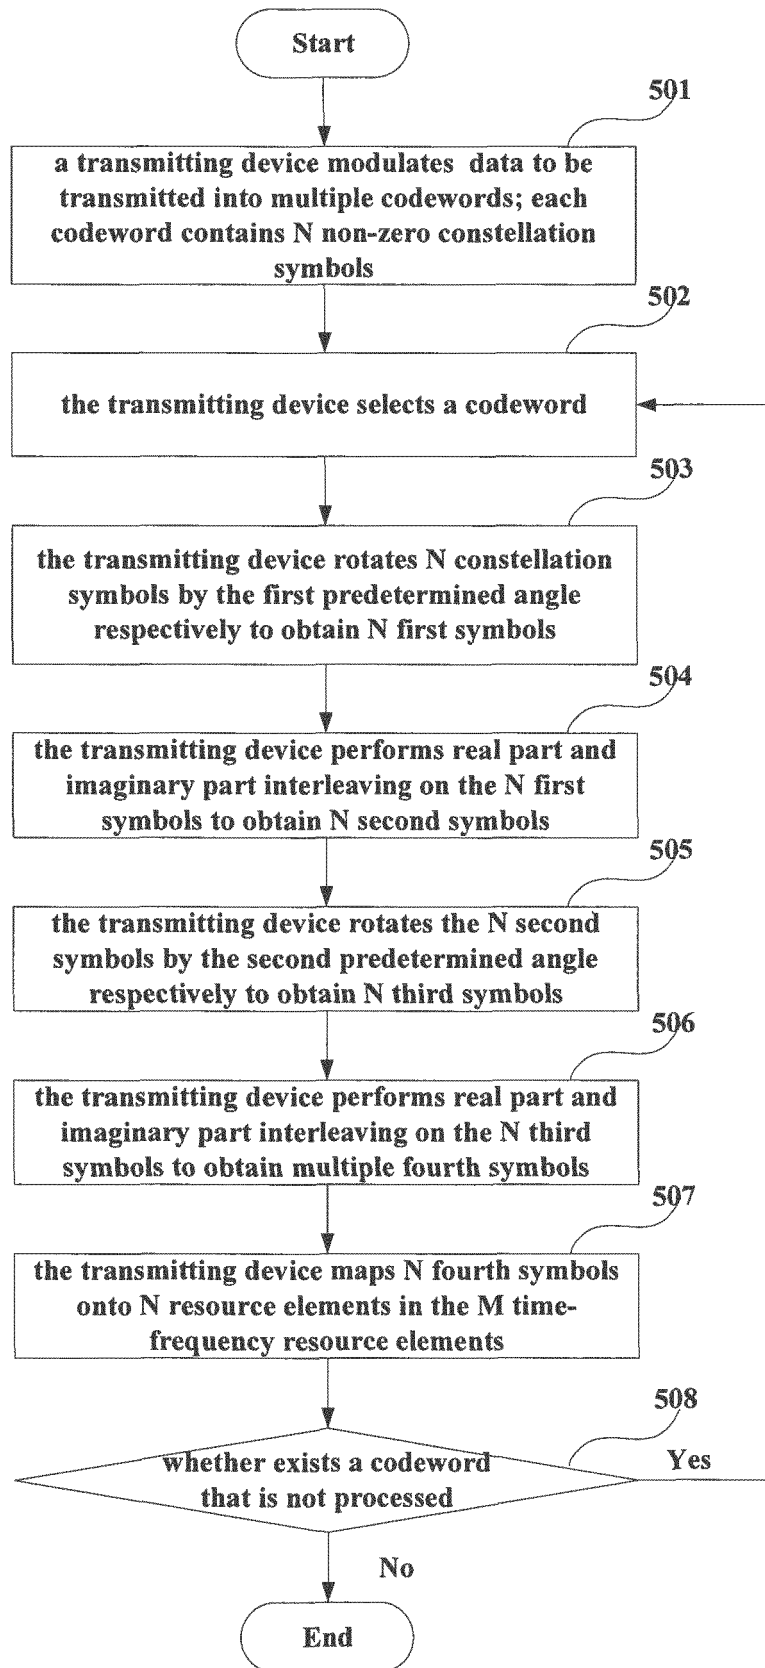 Start
501
a transmitting device modulates data to be
transmitted into multiple codewords; each
codeword contains N non-zero constellation
symbols
502
the transmitting device selects a codeword
503
the transmitting device rotates N constellation
symbols by the first predetermined angle
respectively to obtain N first symbols
504
the transmitting device performs real part and
imaginary part interleaving on the N first
symbols to obtain N second symbols
505
the transmitting device rotates the N second
symbols by the second predetermined angle
respectively to obtain N third symbols
506
the transmitting device performs real part and
imaginary part interleaving on the N third
symbols to obtain multiple fourth symbols
507
the transmitting device maps N fourth symbols
onto N resource elements in the M time-
frequency resource elements
508
whether exists a codeword
that is not processed
Yes
No
End